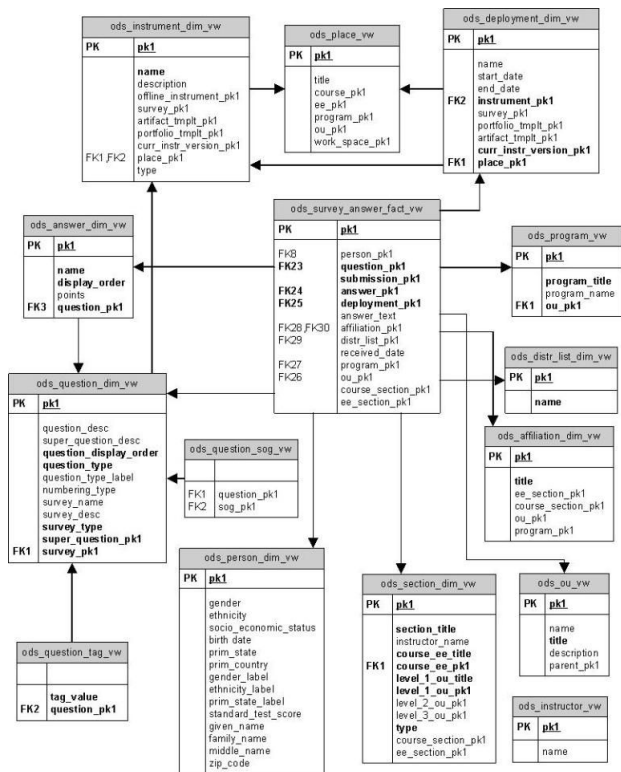 ods_instrument_dim_vw
PK pk1
name
description
offline_instrument_pk1
survey_pk1
artifact_tmplt_pk1
portfolio_tmplt_pk1
curr_instr_version_pk1
FK1,FK2 place_pk1
type
ods_place_vw
PK pk1
title
course_pk1
ee_pk1
program_pk1
ou_pk1
work_space_pk1
ods_deployment_dim_vw
PK pk1
name
start_date
end_date
FK2 instrument_pk1
survey_pk1
portfolio_tmplt_pk1
artifact_tmplt_pk1
curr_instr_version_pk1
FK1 place_pk1
ods_answer_dim_vw
PK pk1
name
display_order
points
FK3 question_pk1
ods_survey_answer_fact_vw
PK pk1
FK8 person_pk1
FK23 question_pk1
submission_pk1
FK24 answer_pk1
FK25 deployment_pk1
answer_text
FK28,FK30 affiliation_pk1
FK29 distr_list_pk1
received_date
FK27 program_pk1
FK26 ou_pk1
course_section_pk1
ee_section_pk1
ods_program_vw
PK pk1
program_title
program_name
FK1 ou_pk1
ods_distr_list_dim_vw
PK pk1
name
ods_question_dim_vw
PK pk1
question_desc
super_question_desc
question_display_order
question_type
question_type_label
numbering_type
survey_name
survey_desc
survey_type
super_question_pk1
FK1 survey_pk1
ods_question_sog_vw
FK1 question_pk1
FK2 sog_pk1
ods_affiliation_dim_vw
PK pk1
title
ee_section_pk1
course_section_pk1
ou_pk1
program_pk1
ods_person_dim_vw
PK pk1
gender
ethnicity
socio_economic_status
birth date
prim_state
prim_country
gender_label
ethnicity_label
prim_state_label
standard_test_score
given_name
family_name
middle_name
zip_code
ods_section_dim_vw
PK pk1
section_title
instructor_name
course_ee_title
FK1 course_ee_pk1
level_1_ou_title
level_1_ou_pk1
level_2_ou_pk1
level_3_ou_pk1
type
course_section_pk1
ee_section_pk1
ods_ou_vw
PK pk1
name
title
description
parent_pk1
ods_question_tag_vw
tag_value
FK2 question_pk1
ods_instructor_vw
PK pk1
name